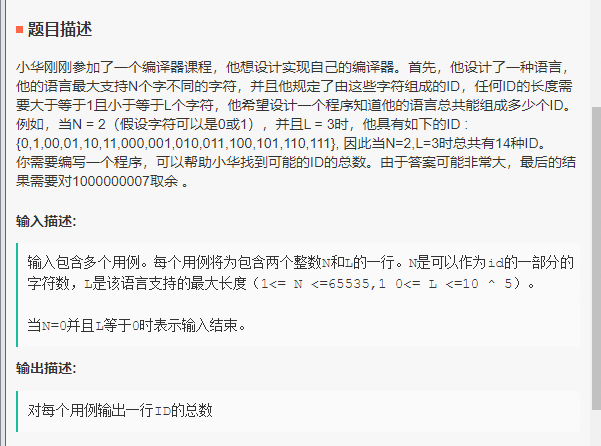 题目描述
小华刚刚参加了一个编译器课程，他想设计实现自己的编译器。首先，他设计了一种语言，
他的语言最大支持N个字不同的字符，并且他规定了由这些字符组成的ID，任何ID的长度需
要大于等于1且小于等于L个字符，他希望设计一个程序知道他的语言总共能组成多少个ID。
例如，当N = 2（假设字符可以是0或1），并且L = 3时，他具有如下的ID：
{0,1,00,01,10,11,000,001,010,011,100,101,110,111}, 因此当N=2,L=3时总共有14种ID。
你需要编写一个程序，可以帮助小华找到可能的ID的总数。由于答案可能非常大，最后的结
果需要对1000000007取余 。
输入描述:
输入包含多个用例。每个用例将为包含两个整数N和L的一行。N是可以作为id的一部分的
字符数，L是该语言支持的最大长度（1<= N <=65535,1 0<= L <=10 ^ 5）。
当N=0并且L等于0时表示输入结束。
输出描述:
对每个用例输出一行ID的总数